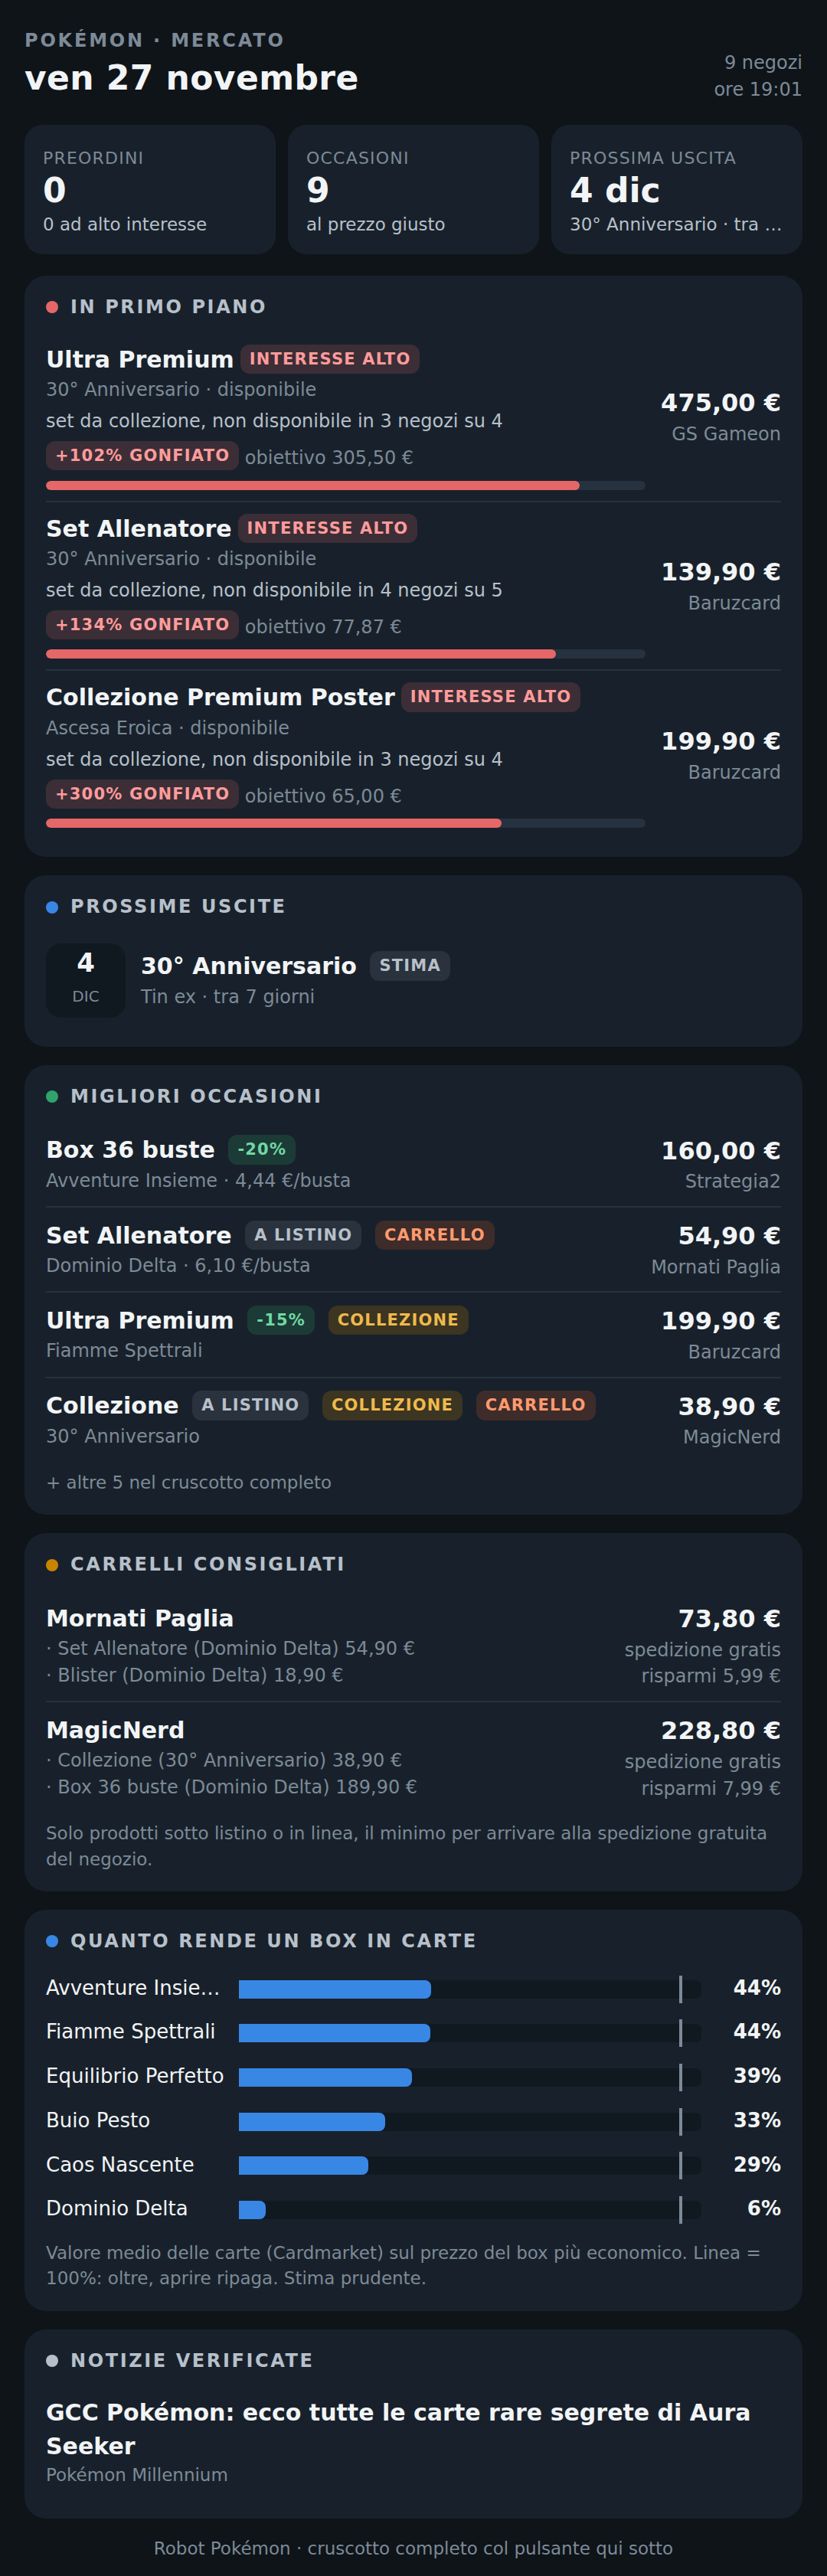 POKÉMON · MERCATO
ven 27 novembre
9 negozi
ore 19:01
PREORDINI
0
0 ad alto interesse
OCCASIONI
9
al prezzo giusto
PROSSIMA USCITA
4 dic
30° Anniversario · tra …
IN PRIMO PIANO
Ultra Premium INTERESSE ALTO
30° Anniversario · disponibile
set da collezione, non disponibile in 3 negozi su 4
+102% GONFIATO obiettivo 305,50 €
475,00 €
GS Gameon
Set Allenatore INTERESSE ALTO
30° Anniversario · disponibile
set da collezione, non disponibile in 4 negozi su 5
+134% GONFIATO obiettivo 77,87 €
139,90 €
Baruzcard
Collezione Premium Poster INTERESSE ALTO
Ascesa Eroica · disponibile
set da collezione, non disponibile in 3 negozi su 4
+300% GONFIATO obiettivo 65,00 €
199,90 €
Baruzcard
PROSSIME USCITE
4
DIC
30° Anniversario STIMA
Tin ex · tra 7 giorni
MIGLIORI OCCASIONI
Box 36 buste -20%
Avventure Insieme · 4,44 €/busta
160,00 €
Strategia2
Set Allenatore A LISTINO CARRELLO
Dominio Delta · 6,10 €/busta
54,90 €
Mornati Paglia
Ultra Premium -15% COLLEZIONE
Fiamme Spettrali
199,90 €
Baruzcard
Collezione A LISTINO COLLEZIONE CARRELLO
30° Anniversario
38,90 €
MagicNerd
+ altre 5 nel cruscotto completo
CARRELLI CONSIGLIATI
Mornati Paglia
· Set Allenatore (Dominio Delta) 54,90 €
· Blister (Dominio Delta) 18,90 €
73,80 €
spedizione gratis
risparmi 5,99 €
MagicNerd
· Collezione (30° Anniversario) 38,90 €
· Box 36 buste (Dominio Delta) 189,90 €
228,80 €
spedizione gratis
risparmi 7,99 €
Solo prodotti sotto listino o in linea, il minimo per arrivare alla spedizione gratuita
del negozio.
QUANTO RENDE UN BOX IN CARTE
Avventure Insie… 44%
Fiamme Spettrali 44%
Equilibrio Perfetto 39%
Buio Pesto 33%
Caos Nascente 29%
Dominio Delta 6%
Valore medio delle carte (Cardmarket) sul prezzo del box più economico. Linea =
100%: oltre, aprire ripaga. Stima prudente.
NOTIZIE VERIFICATE
GCC Pokémon: ecco tutte le carte rare segrete di Aura
Seeker
Pokémon Millennium
Robot Pokémon · cruscotto completo col pulsante qui sotto